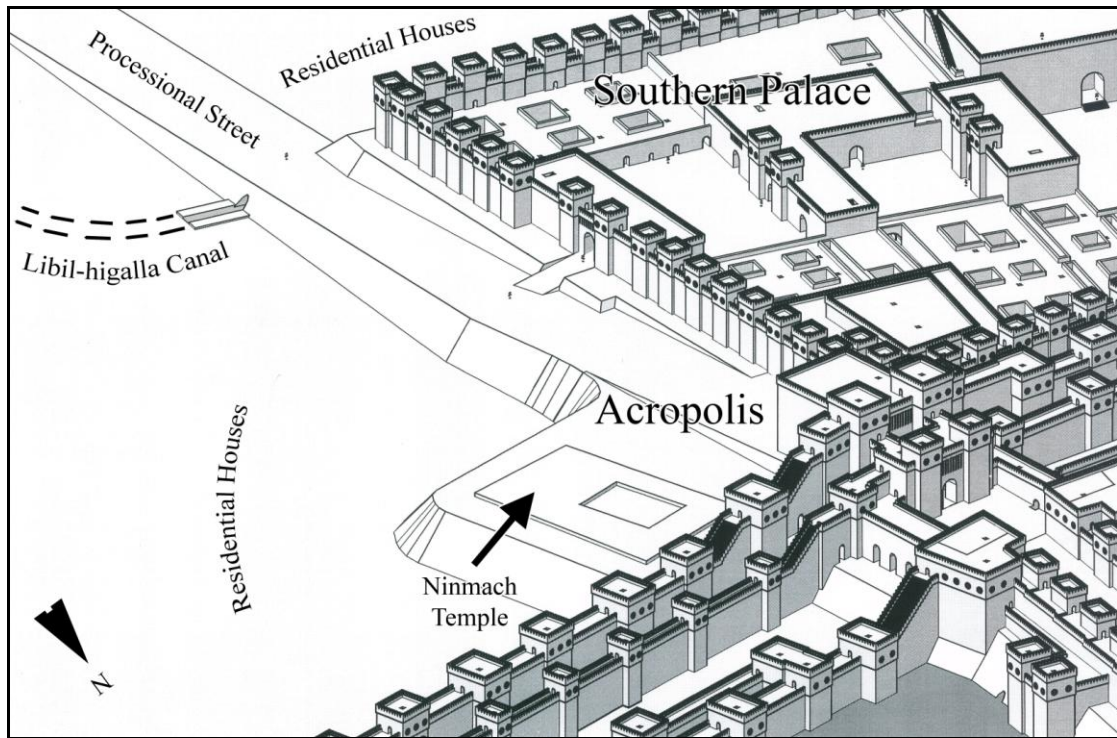 Residential Houses
Processional Street
Southern Palace
Libil-higalla Canal
Acropolis
Residential Houses
Ninmach
Temple
N